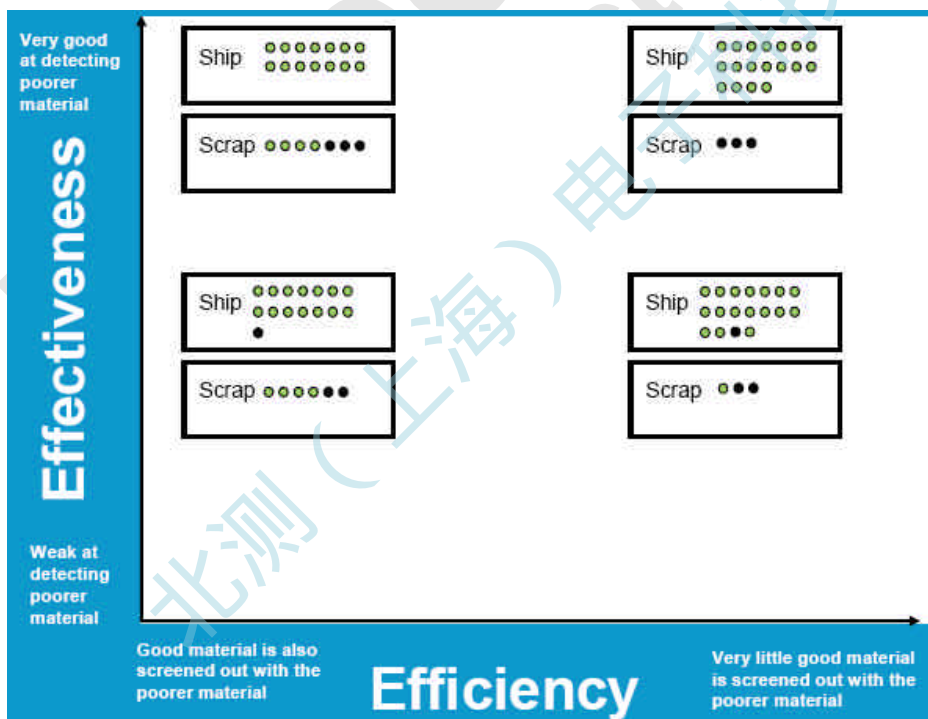 Very good
at detecting
poorer
material
Effectiveness
Weak at
detecting
poorer
material
Ship
Scrap
Ship
Scrap
Ship
Scrap
Ship
Scrap
Good material is also
screened out with the
poorer material
Efficiency
Very little good material
is screened out with the
poorer material
北测（上海）电子科技